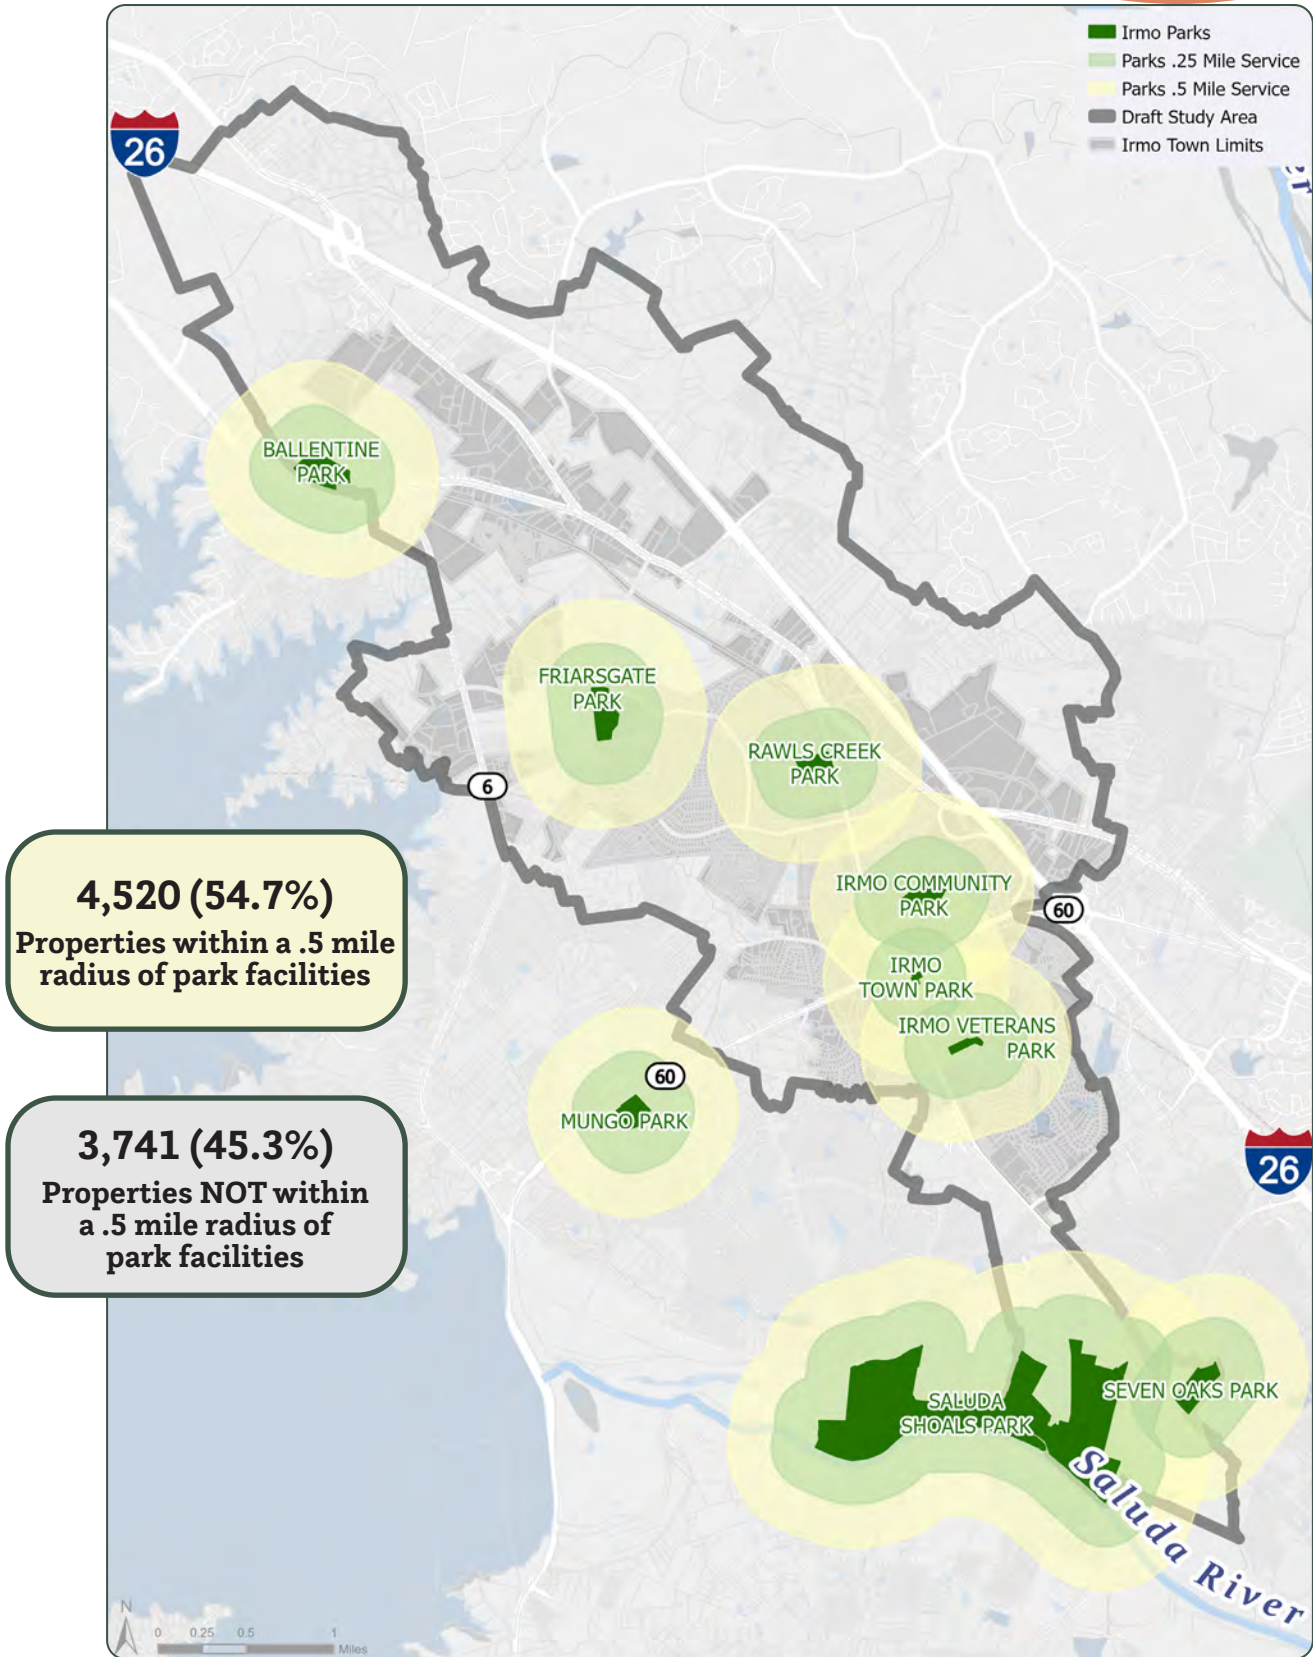 Irmo Parks
Parks .25 Mile Service
Parks .5 Mile Service
Draft Study Area
Irmo Town Limits
26
er
BALLENTINE
PARK
FRIARSGATE
PARK
RAWLS CREEK
PARK
6
4,520 (54.7%)
Properties within a .5 mile
radius of park facilities
IRMO COMMUNITY
PARK
60
IRMO
TOWN PARK
IRMO VETERANS
PARK
60
MUNGO PARK
3,741 (45.3%)
Properties NOT within
a .5 mile radius of
park facilities
26
SALUDA
SHOALS PARK
SEVEN OAKS PARK
Saluda River
N
0 0.25 0.5 1
Miles